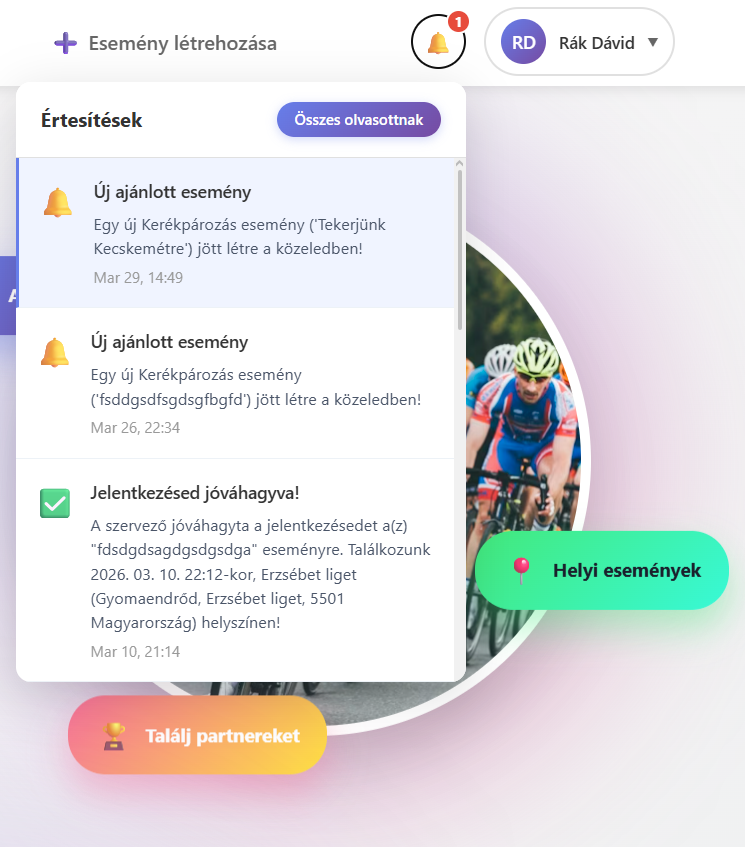 Esemény létrehozása
1
RD
Rák Dávid
Értesítések
Összes olvasottnak
Új ajánlott esemény
Egy új Kerékpározás esemény ('Tekerjünk
Kecskemétre') jött létre a közeledben!
Mar 29, 14:49
Új ajánlott esemény
Egy új Kerékpározás esemény
('fsddgsdfsgdsgfbgfd') jött létre a közeledben!
Mar 26, 22:34
Jelentkezésed jóváhagyva!
A szervező jóváhagyta a jelentkezésedet a(z)
"fdsdgdsagdgsdgsdga" eseményre. Találkozunk
2026. 03. 10. 22:12-kor, Erzsébet liget
(Gyomaendrőd, Erzsébet liget, 5501
Magyarország) helyszínen!
Mar 10, 21:14
Helyi események
Találj partnereket